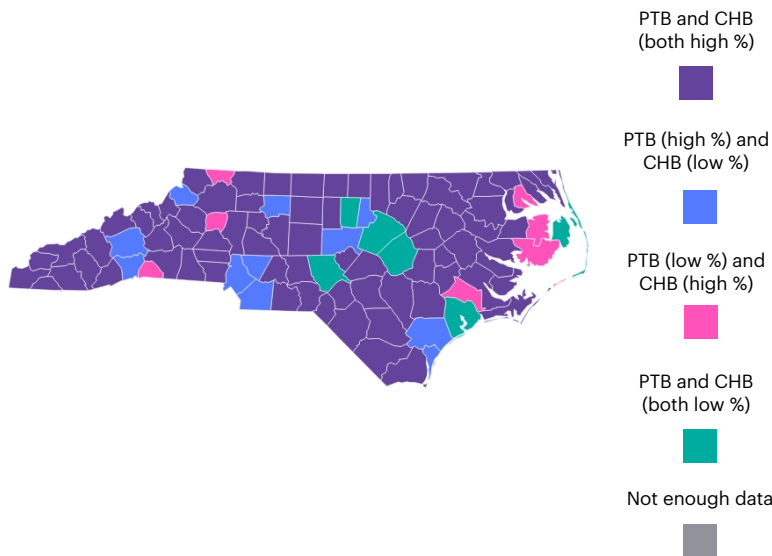 PTB and CHB
(both high %)
PTB (high %) and
CHB (low %)
PTB (low %) and
CHB (high %)
PTB and CHB
(both low %)
Not enough data